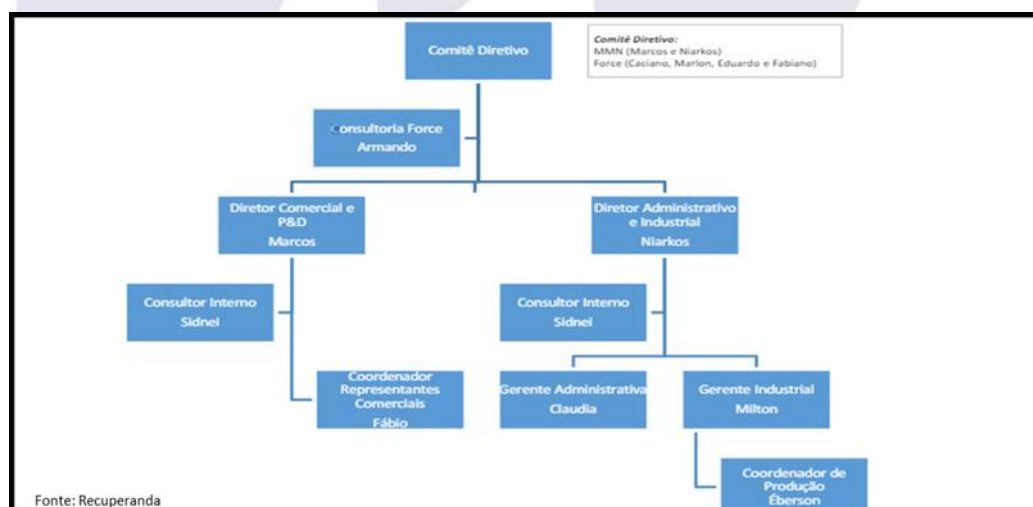 Comitê Diretivo
Comitê Diretivo:
MMN (Marcos e Niarkos)
Force (Caciano, Marlon, Eduardo e Fabiano)
Consultoria Force
Armando
Diretor Comercial e
P&D
Marcos
Diretor Administrativo
e Industrial
Niarkos
Consultor Interno
Sidnei
Consultor Interno
Sidnei
Coordenador
Representantes
Comerciais
Fábio
Gerente Administrativa
Claudia
Gerente Industrial
Milton
Coordenador de
Produção
Éberson
Fonte: Recuperanda